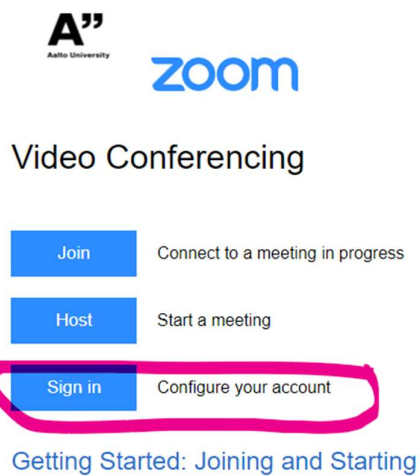 A”
Aalto University
zoom
Video Conferencing
Join Connect to a meeting in progress
Host Start a meeting
Sign in Configure your account
Getting Started: Joining and Starting